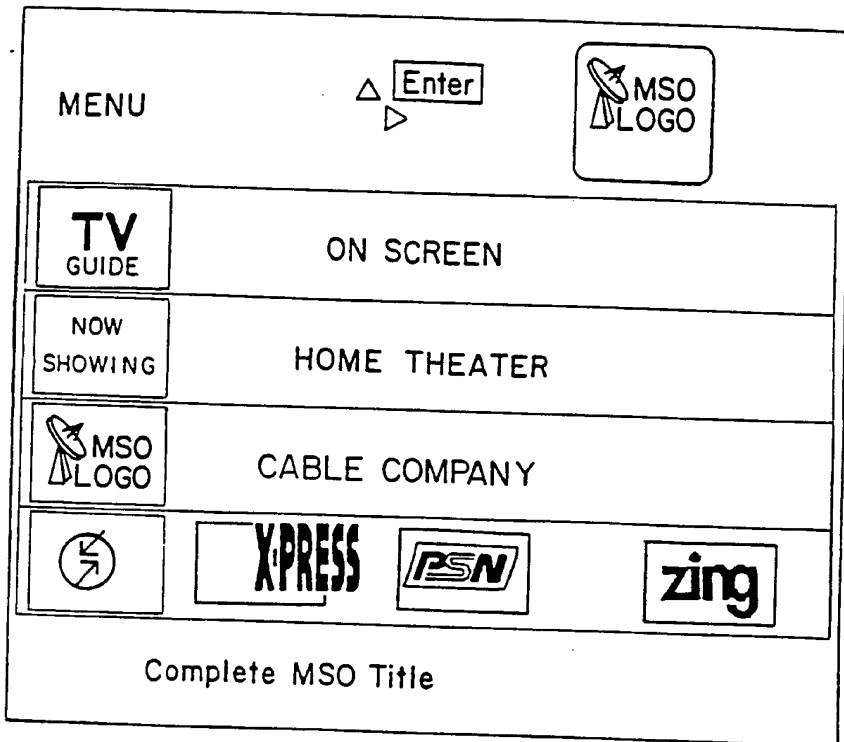 MENU
Enter
MSO
LOGO
TV
GUIDE
ON SCREEN
NOW
SHOWING
HOME THEATER
MSO
LOGO
CABLE COMPANY
X·PRESS
PSN
zing
Complete MSO Title